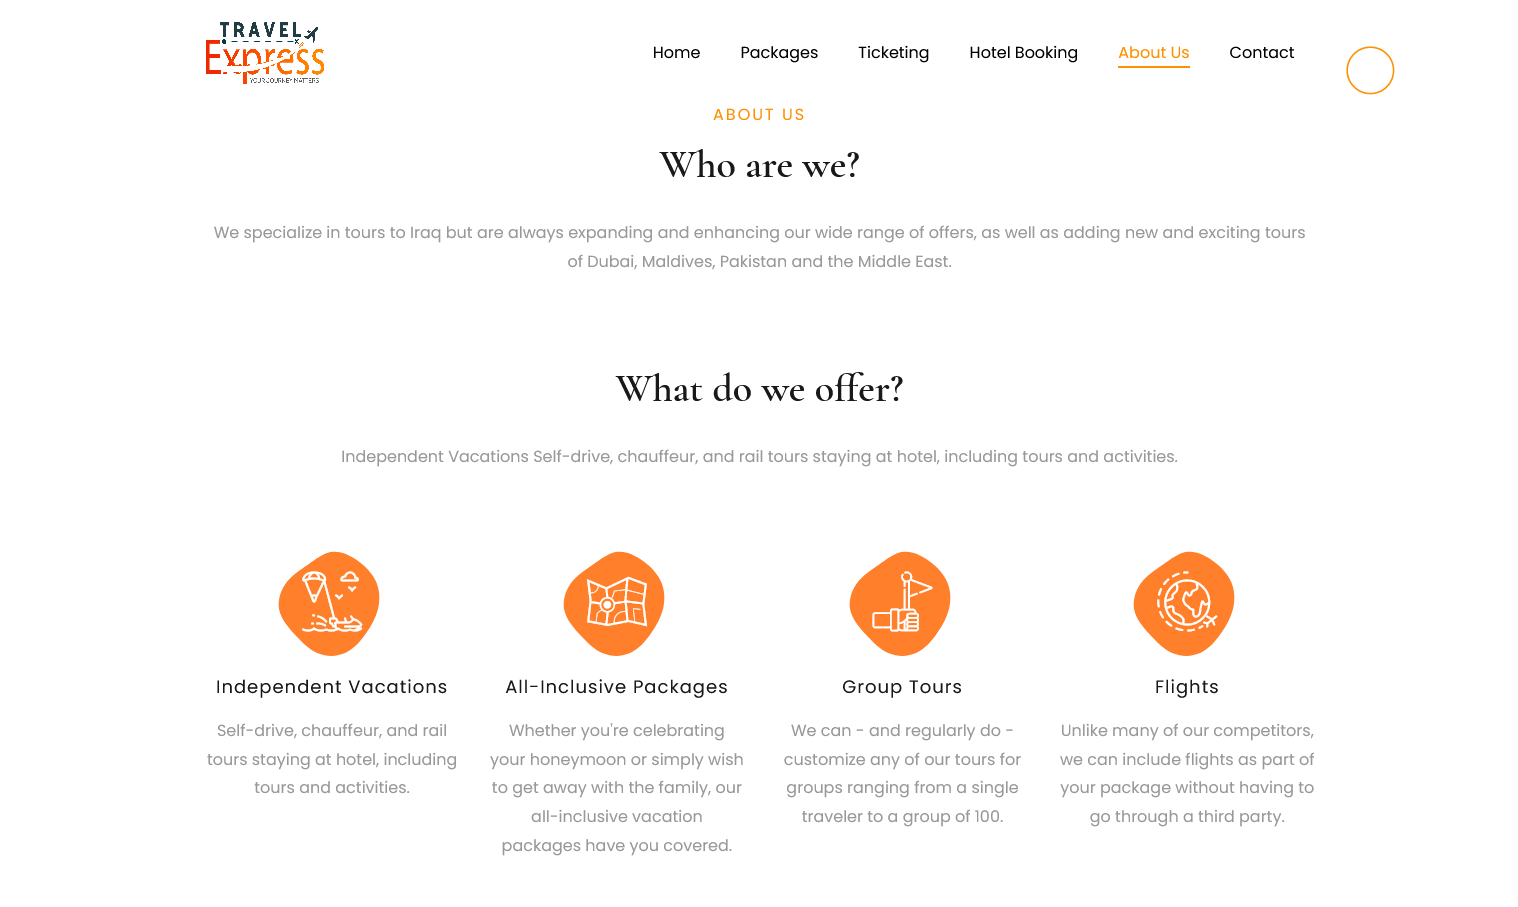 TRAVEL
Express
YOUR JOURNEY MATTERS
Home Packages Ticketing Hotel Booking About Us Contact
ABOUT US
Who are we?
We specialize in tours to Iraq but are always expanding and enhancing our wide range of offers, as well as adding new and exciting tours
of Dubai, Maldives, Pakistan and the Middle East.
What do we offer?
Independent Vacations Self-drive, chauffeur, and rail tours staying at hotel, including tours and activities.
Independent Vacations
Self-drive, chauffeur, and rail
tours staying at hotel, including
tours and activities.
All-Inclusive Packages
Whether you're celebrating
your honeymoon or simply wish
to get away with the family, our
all-inclusive vacation
packages have you covered.
Group Tours
We can - and regularly do -
customize any of our tours for
groups ranging from a single
traveler to a group of 100.
Flights
Unlike many of our competitors,
we can include flights as part of
your package without having to
go through a third party.